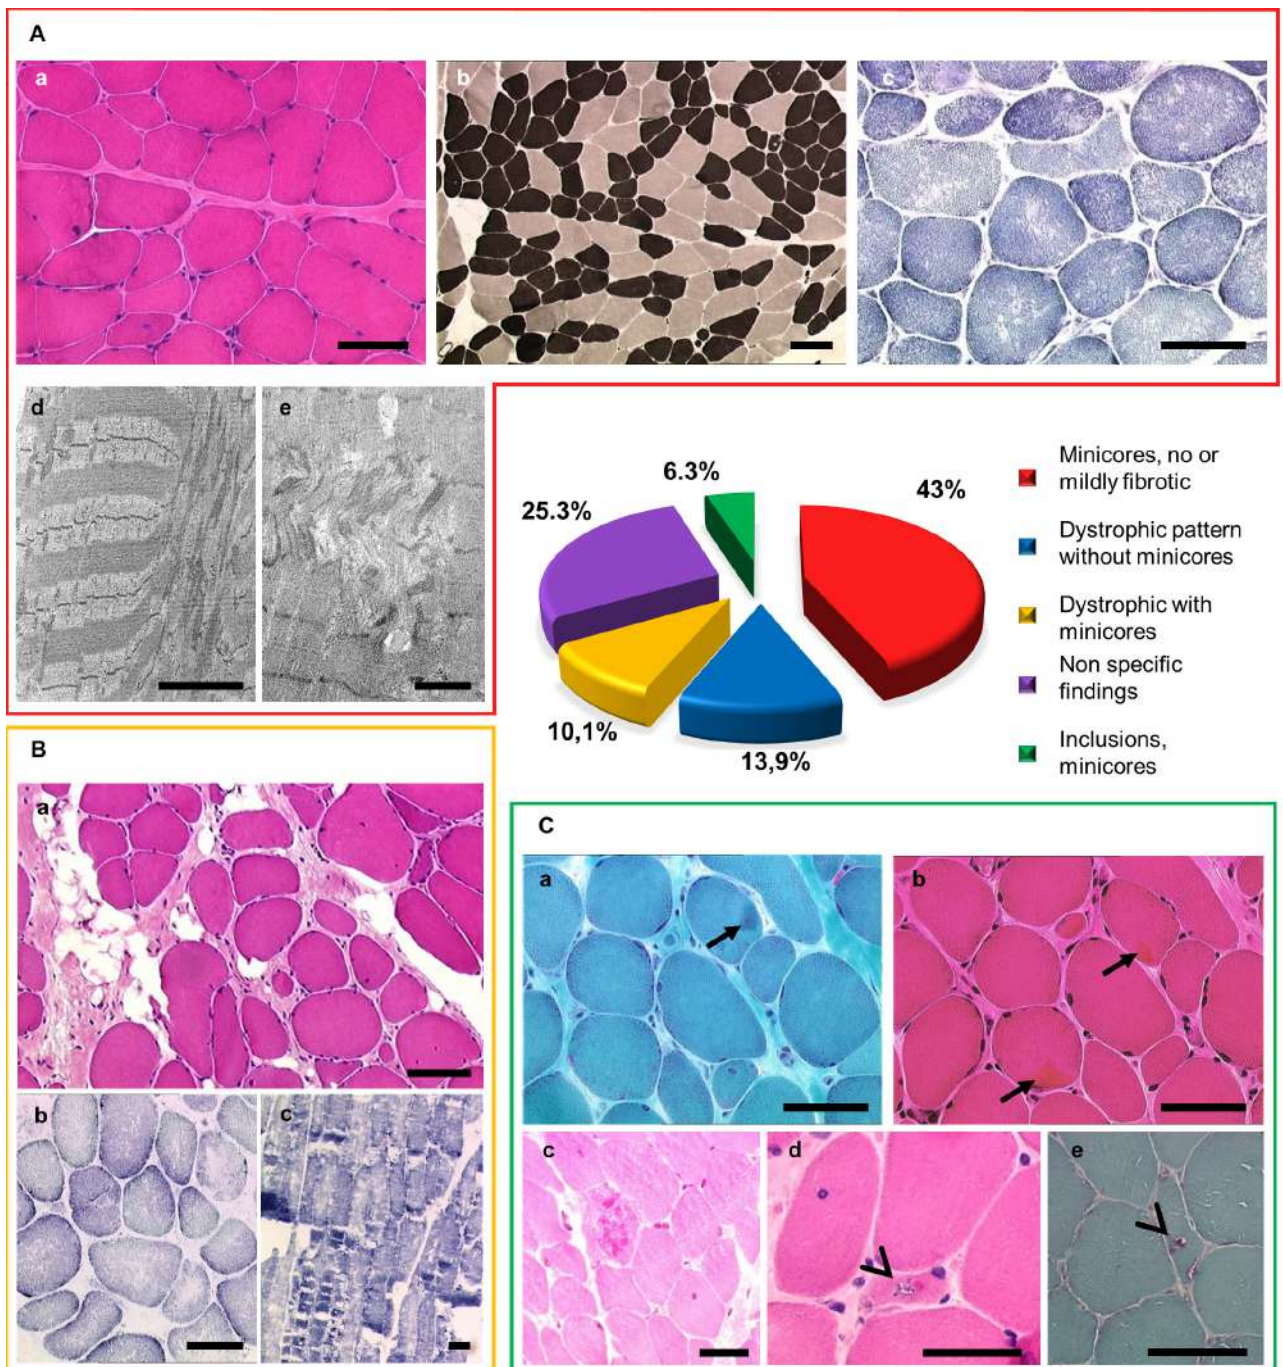 A
a
b
c
d
e
6.3%
43%
25.3%
10,1%
13,9%
Minicores, no or
mildly fibrotic
Dystrophic pattern
without minicores
Dystrophic with
minicores
Non specific
findings
Inclusions,
minicores
B
a
b
c
C
a
b
c
d
e